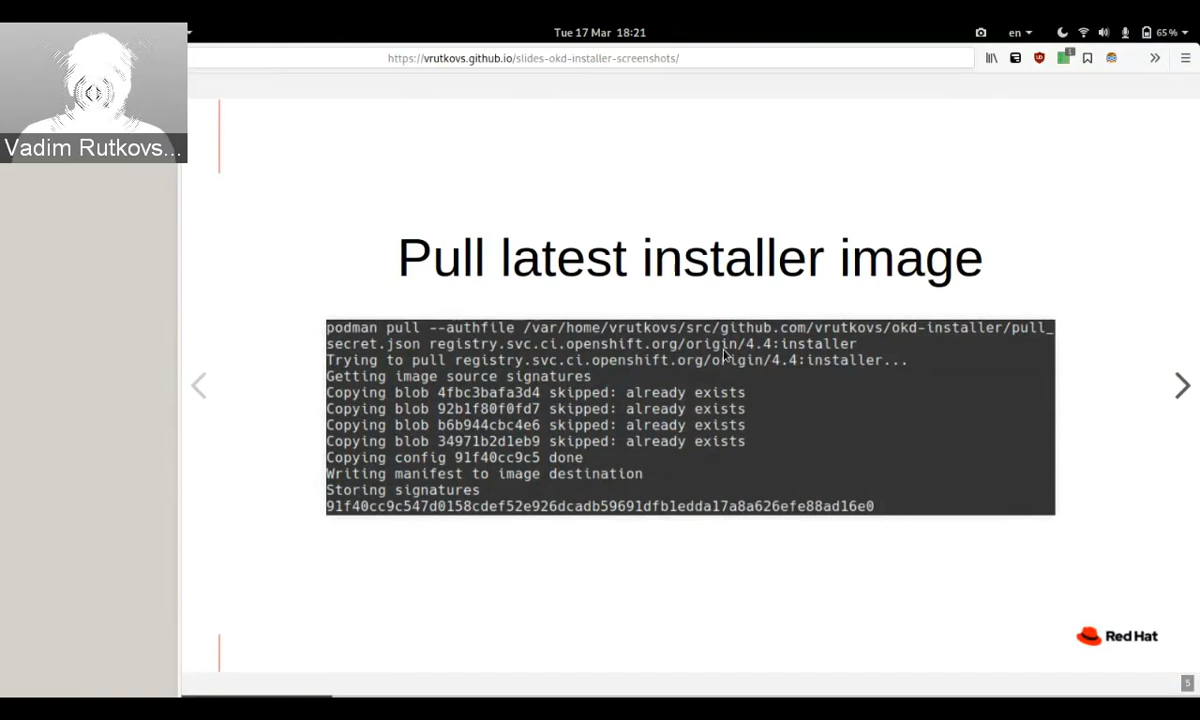 Tue 17 Mar 18:21
en
65 %
https://vrutkovs.github.io/slides-okd-installer-screenshots/
1
Vadim Rutkovs...
Pull latest installer image
podman pull --authfile /var/home/vrutkovs/src/github.com/vrutkovs/okd-installer/pull_
secret.json registry.svc.ci.openshift.org/origin/4.4:installer
Trying to pull registry.svc.ci.openshift.org/origin/4.4:installer...
Getting image source signatures
Copying blob 4fbc3bafa3d4 skipped: already exists
Copying blob 92b1f80f0fd7 skipped: already exists
Copying blob b6b944cbc4e6 skipped: already exists
Copying blob 34971b2d1eb9 skipped: already exists
Copying config 91f40cc9c5 done
Writing manifest to image destination
Storing signatures
91f40cc9c547d0158cdef52e926dcadb59691dfb1edda17a8a626efe88ad16e0
Red Hat
5